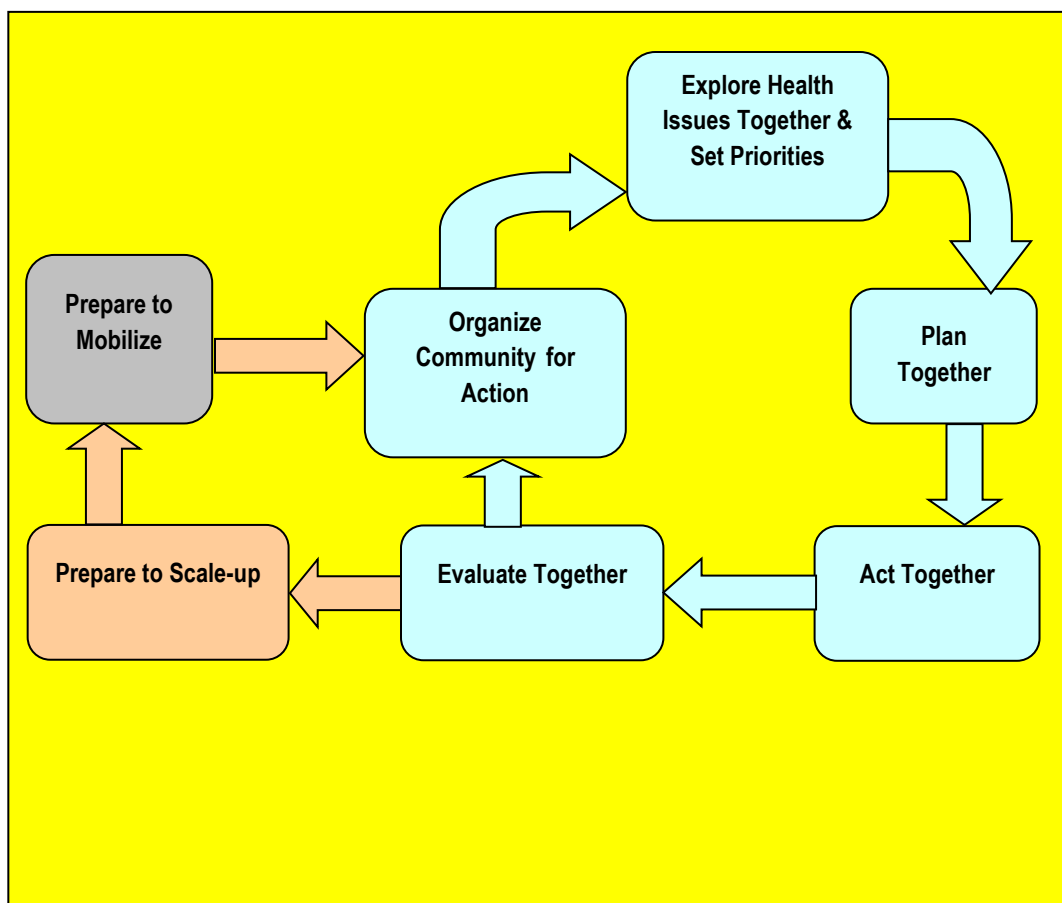 Explore Health
Issues Together &
Set Priorities
Prepare to
Mobilize
Organize
Community for
Action
Plan
Together
Prepare to Scale-up
Evaluate Together
Act Together